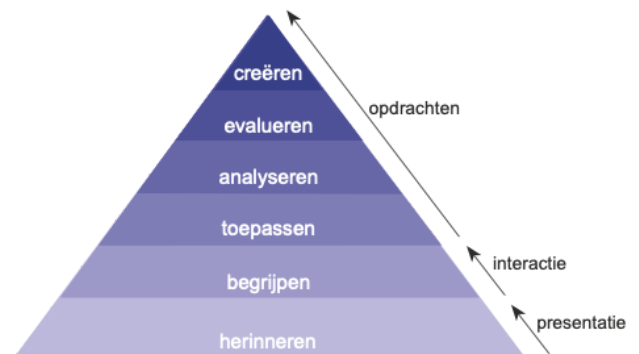 creëren
opdrachten
evalueren
analyseren
toepassen
interactie
begrijpen
presentatie
herinneren